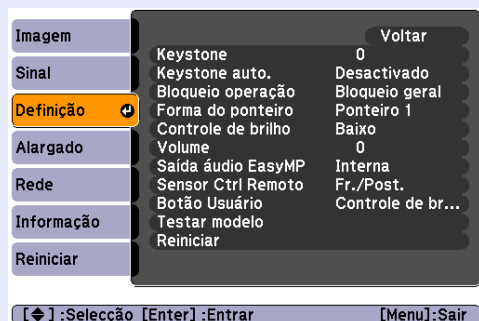 Imagem
Sinal
Definição
Alargado
Rede
Informação
Reiniciar
Voltar
Keystone 0
Keystone auto. Desactivado
Bloqueio operação Bloqueio geral
Forma do ponteiro Ponteiro 1
Controle de brilho Baixo
Volume 0
Saída áudio EasyMP Interna
Sensor Ctrl Remoto Fr./Post.
Botão Usuário Controle de br...
Testar modelo
Reiniciar
[◆] :Selecção [Enter] :Entrar [Menu]:Sair